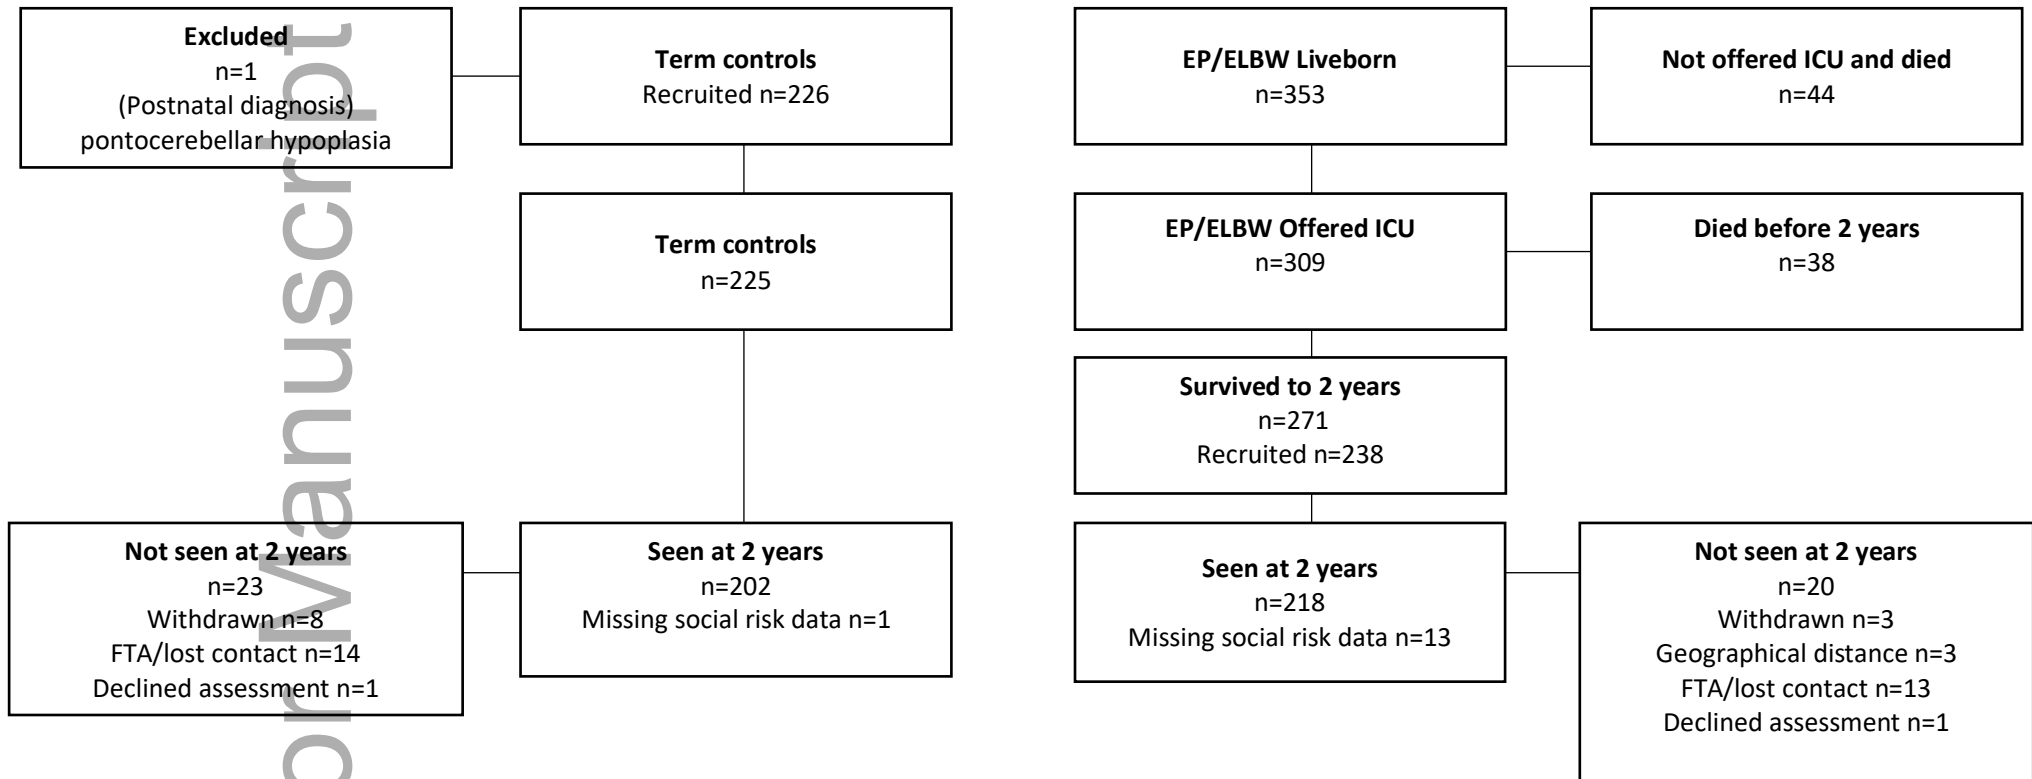 Excluded
n=1
(Postnatal diagnosis)
pontocerebellar hypoplasia
Term controls
Recruited n=226
Term controls
n=225
Not seen at 2 years
n=23
Withdrawn n=8
FTA/lost contact n=14
Declined assessment n=1
Seen at 2 years
n=202
Missing social risk data n=1
EP/ELBW Liveborn
n=353
Not offered ICU and died
n=44
EP/ELBW Offered ICU
n=309
Died before 2 years
n=38
Survived to 2 years
n=271
Recruited n=238
Seen at 2 years
n=218
Missing social risk data n=13
Not seen at 2 years
n=20
Withdrawn n=3
Geographical distance n=3
FTA/lost contact n=13
Declined assessment n=1
or Manuscript